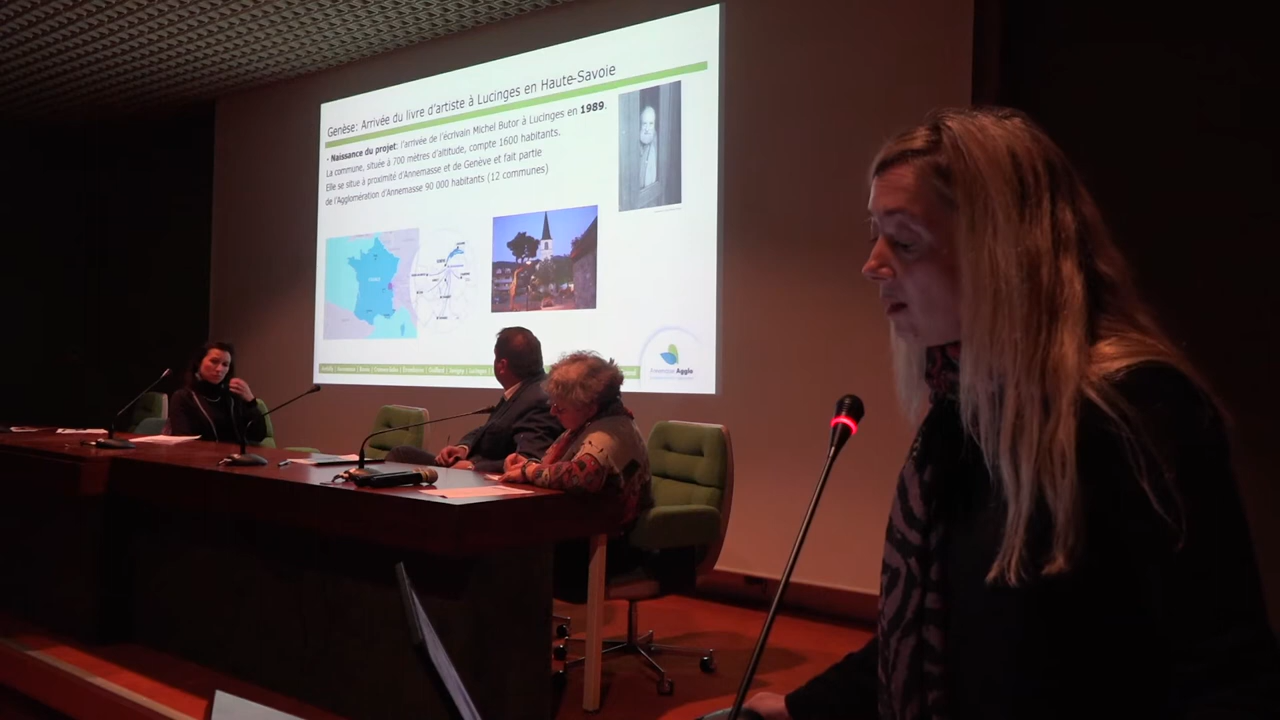 Genèse: Arrivée du livre d'artiste à Lucinges en Haute-Savoie
- Naissance du projet: l'arrivée de l'écrivain Michel Butor à Lucinges en 1989.
La commune, située à 700 mètres d'altitude, compte 1600 habitants.
Elle se situe à proximité d'Annemasse et de Genève et fait partie
de l'Agglomération d'Annemasse 90 000 habitants (12 communes)
Annemasse Agglo